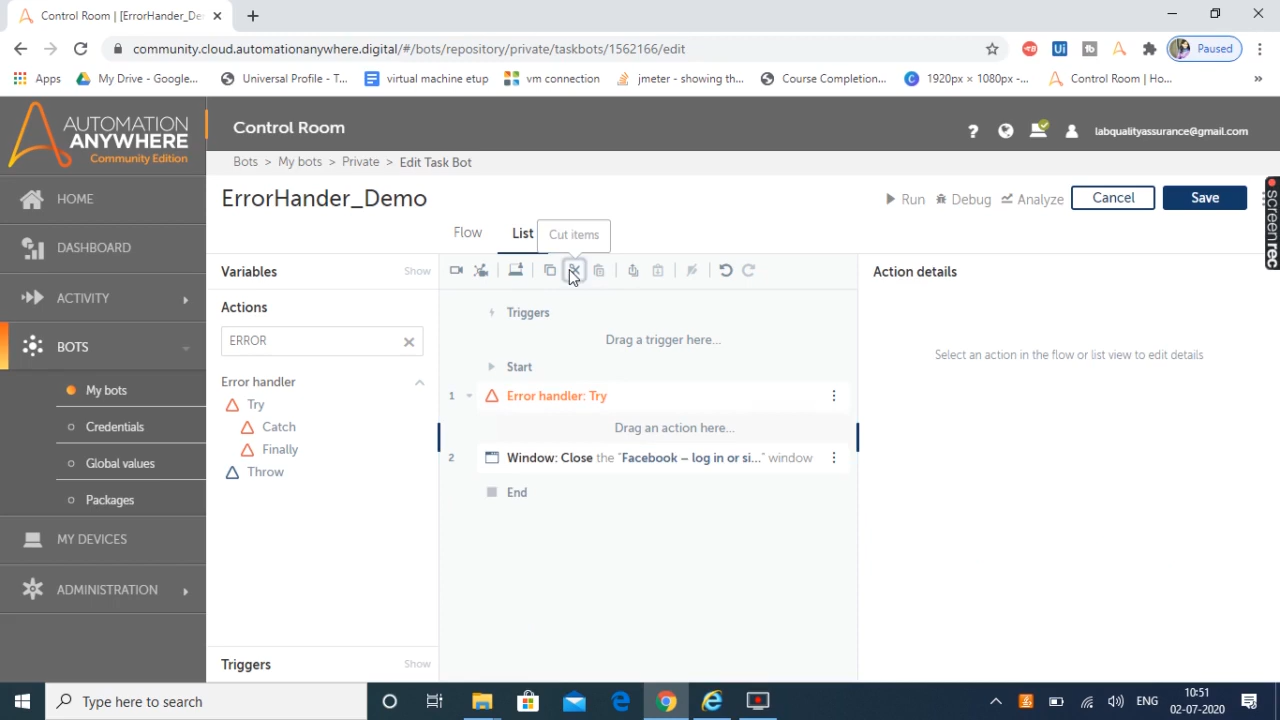 Control Room | [ErrorHander_De
community.cloud.automationanywhere.digital/#/bots/repository/private/taskbots/1562166/edit
Paused
Apps
My Drive - Google...
Universal Profile - T...
virtual machine etup
vm connection
jmeter - showing th...
Course Completion...
1920px × 1080px –...
Control Room | Ho...
»
AUTOMATION
ANYWHERE
Community Edition
Control Room
labqualityassurance@gmail.com
Bots > My bots > Private > Edit Task Bot
HOME
DASHBOARD
ACTIVITY
BOTS
My bots
Credentials
Global values
Packages
MY DEVICES
ADMINISTRATION
ErrorHander_Demo
Run
Debug
Analyze
Cancel
Save
screenrec
Flow
List
Cut items
Variables
Show
Actions
ERROR
Error handler
Try
Catch
Finally
Throw
Triggers
Show
Triggers
Drag a trigger here...
Start
1 Error handler: Try
Drag an action here...
2 Window: Close the "Facebook – log in or si..." window
End
Action details
Select an action in the flow or list view to edit details
Type here to search
ENG
10:51
02-07-2020